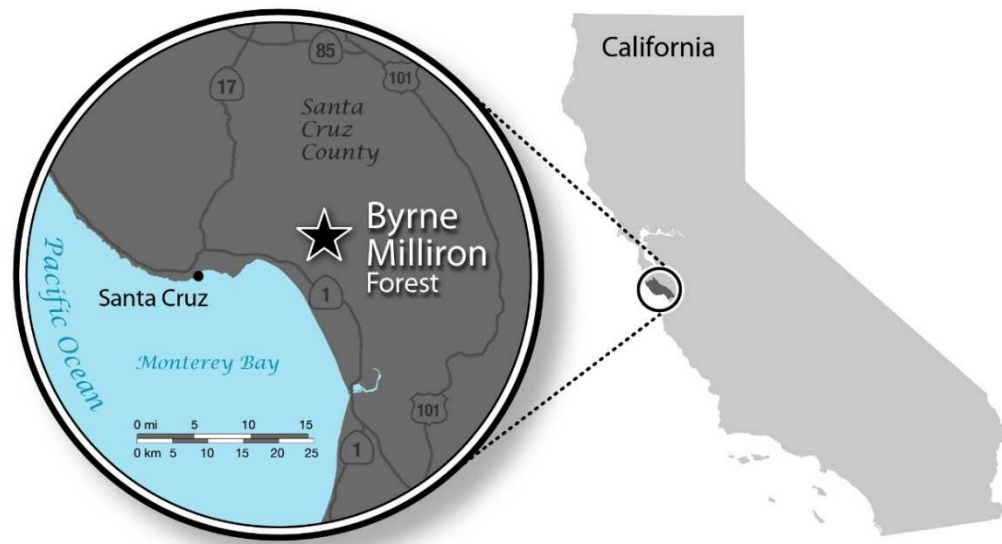 California
85
101
17
Santa
Cruz
County
Byrne
Milliron
Forest
1
Santa Cruz
Pacific Ocean
Monterey Bay
101
0 mi 5 10 15
0 km 5 10 15 20 25
1